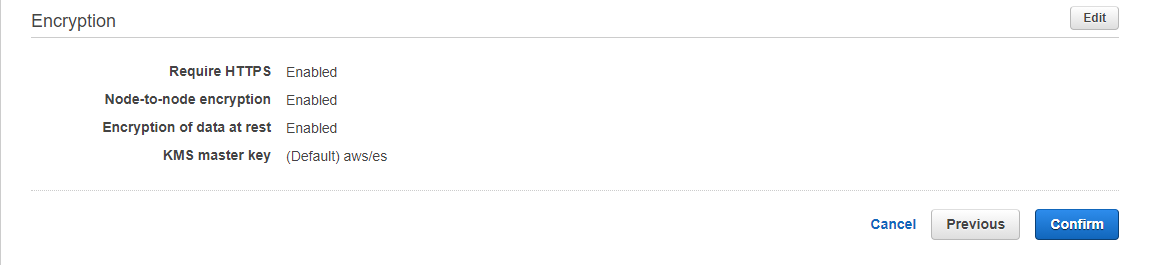 Encryption Edit
Require HTTPS Enabled
Node-to-node encryption Enabled
Encryption of data at rest Enabled
KMS master key (Default) aws/es
Cancel Previous Confirm